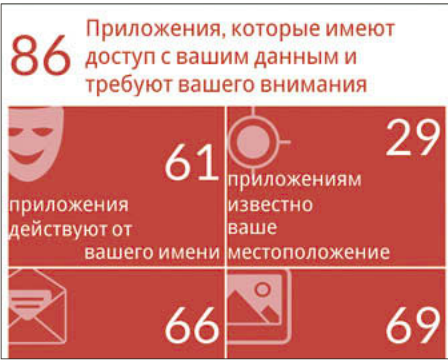 86
Приложения, которые имеют
доступ с вашим данным и
требуют вашего внимания
61
приложения
действуют от
вашего имени
29
приложениям
известно
ваше
местоположение
66
69